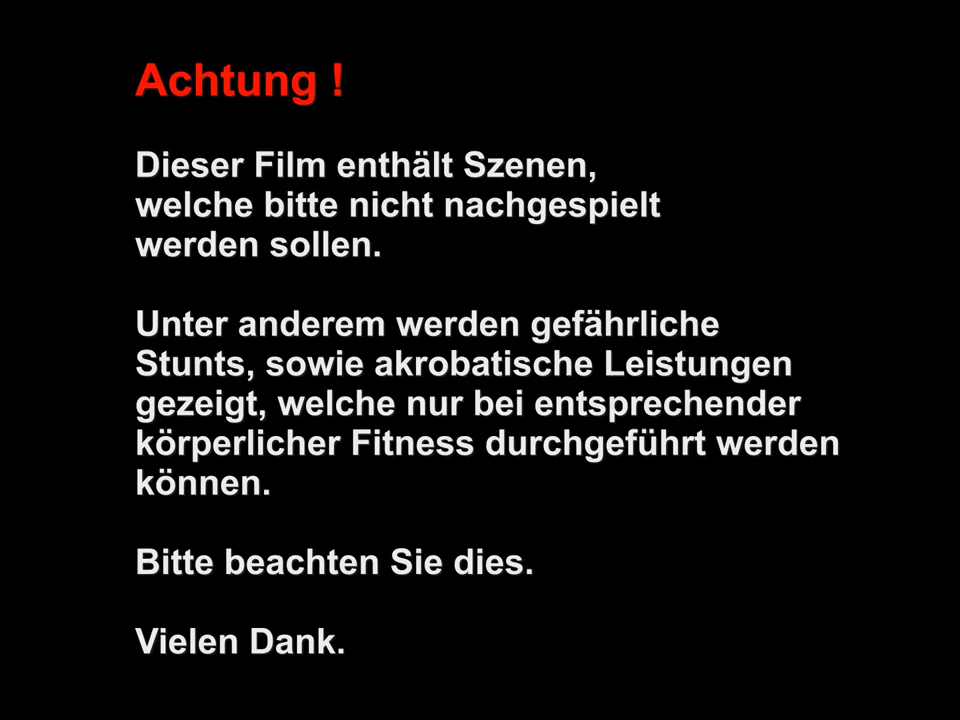 Achtung !
Dieser Film enthält Szenen,
welche bitte nicht nachgespielt
werden sollen.
Unter anderem werden gefährliche
Stunts, sowie akrobatische Leistungen
gezeigt, welche nur bei entsprechender
körperlicher Fitness durchgeführt werden
können.
Bitte beachten Sie dies.
Vielen Dank.